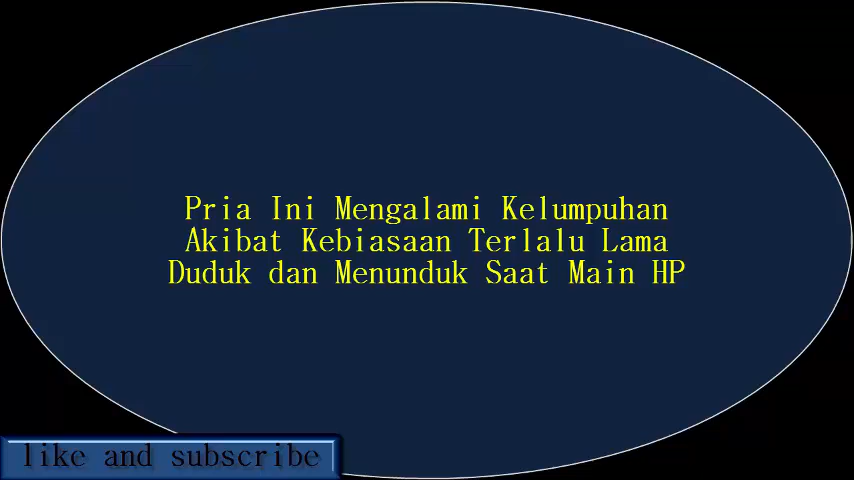 Pria Ini Mengalami Kelumpuhan
Akibat Kebiasaan Terlalu Lama
Duduk dan Menunduk Saat Main HP
like and subscribe